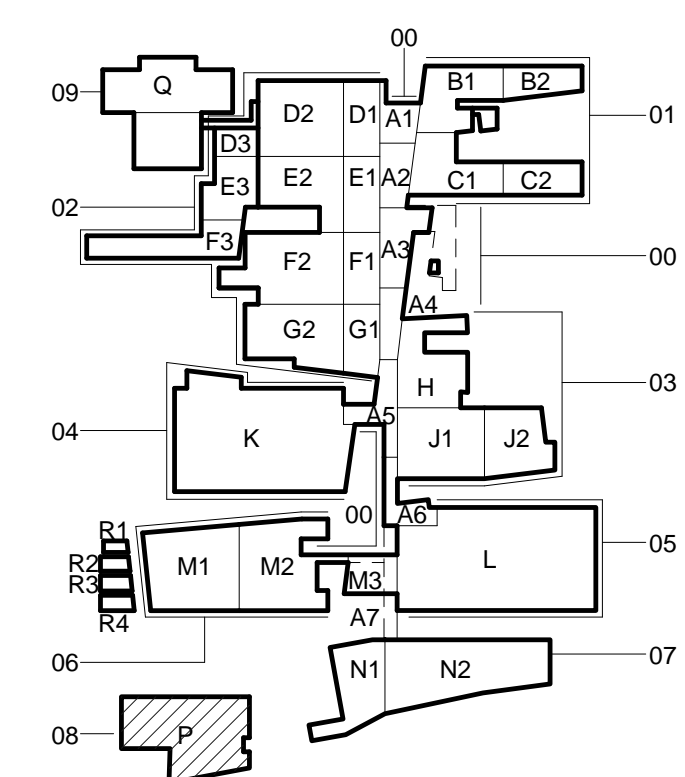 00
09 Q B1 B2
D2 D1 A1 01
D3
E3 E2 E1 A2 C1 C2
02
F3 F2 F1 A3 00
A4
G2 G1
H 03
A5
04 K J1 J2
00 A6
R1
R2 M1 M2 L 05
R3 M3
R4 A7
06 N1 N2 07
08 P